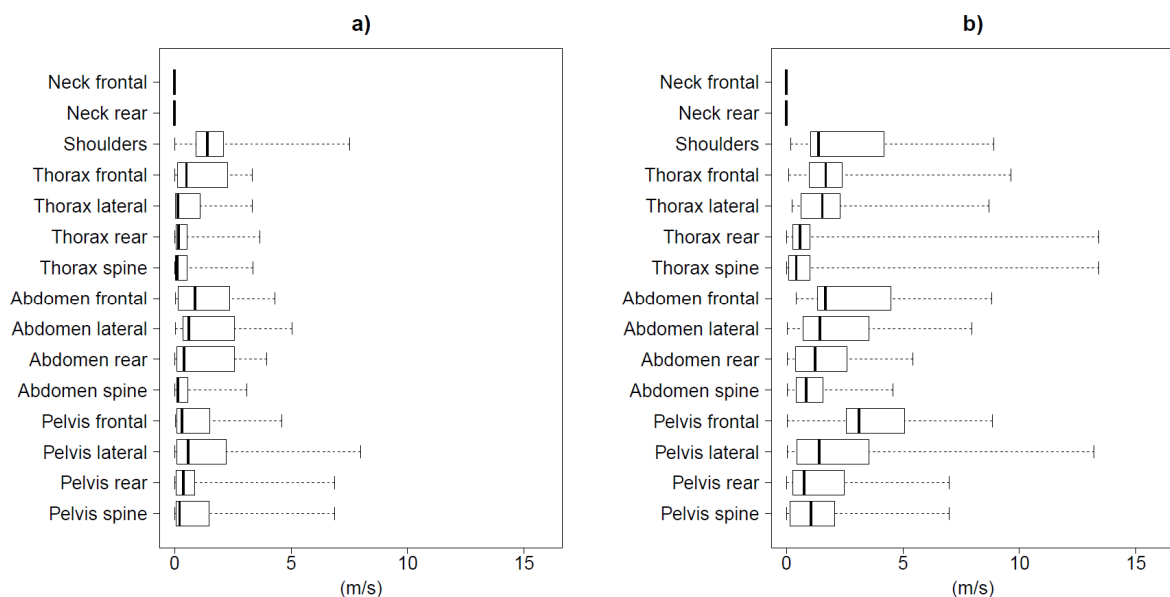 a)
Neck frontal
Neck rear
Shoulders
Thorax frontal
Thorax lateral
Thorax rear
Thorax spine
Abdomen frontal
Abdomen lateral
Abdomen rear
Abdomen spine
Pelvis frontal
Pelvis lateral
Pelvis rear
Pelvis spine
0 5 10 15
(m/s)
b)
Neck frontal
Neck rear
Shoulders
Thorax frontal
Thorax lateral
Thorax rear
Thorax spine
Abdomen frontal
Abdomen lateral
Abdomen rear
Abdomen spine
Pelvis frontal
Pelvis lateral
Pelvis rear
Pelvis spine
0 5 10 15
(m/s)